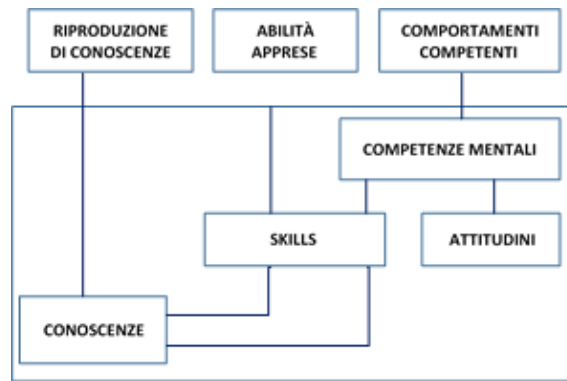 RIPRODUZIONE
DI CONOSCENZE
ABILITÀ
APPRESE
COMPORTAMENTI
COMPETENTI
COMPETENZE MENTALI
SKILLS
ATTITUDINI
CONOSCENZE